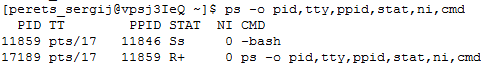 [perets_sergij@vpsj3IeQ ~]$ ps -o pid,tty,ppid,stat,ni,cmd
  PID TT        PPID STAT  NI CMD
11859 pts/17   11846 Ss     0 -bash
17189 pts/17   11859 R+     0 ps -o pid,tty,ppid,stat,ni,cmd